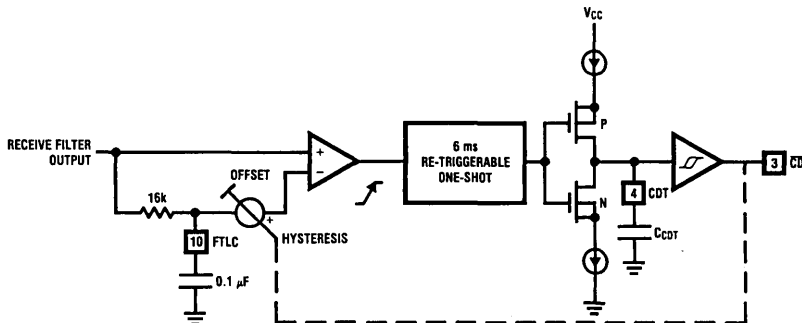 VCC
P
RECEIVE FILTER
OUTPUT
+
−
6 ms
RE-TRIGGERABLE
ONE-SHOT
3 CD
OFFSET
16k
+
HYSTERESIS
N
4 CDT
10 FTLC
CCDT
0.1 µF